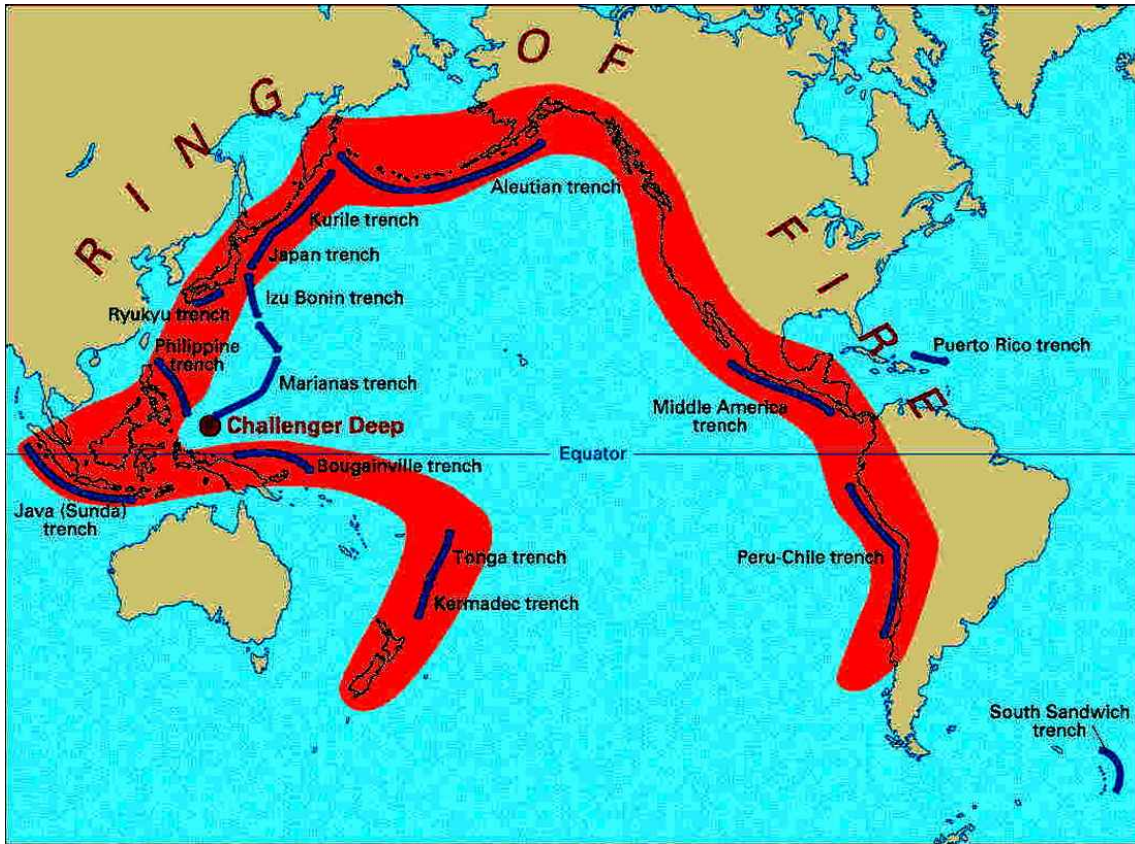 RING OF FIRE
Aleutian trench
Kurile trench
Japan trench
Izu Bonin trench
Ryukyu trench
Philippine
trench
Marianas trench
Challenger Deep
Bougainville trench
Java (Sunda)
trench
Tonga trench
Kermadec trench
Equator
Middle America
trench
Puerto Rico trench
Peru-Chile trench
South Sandwich
trench